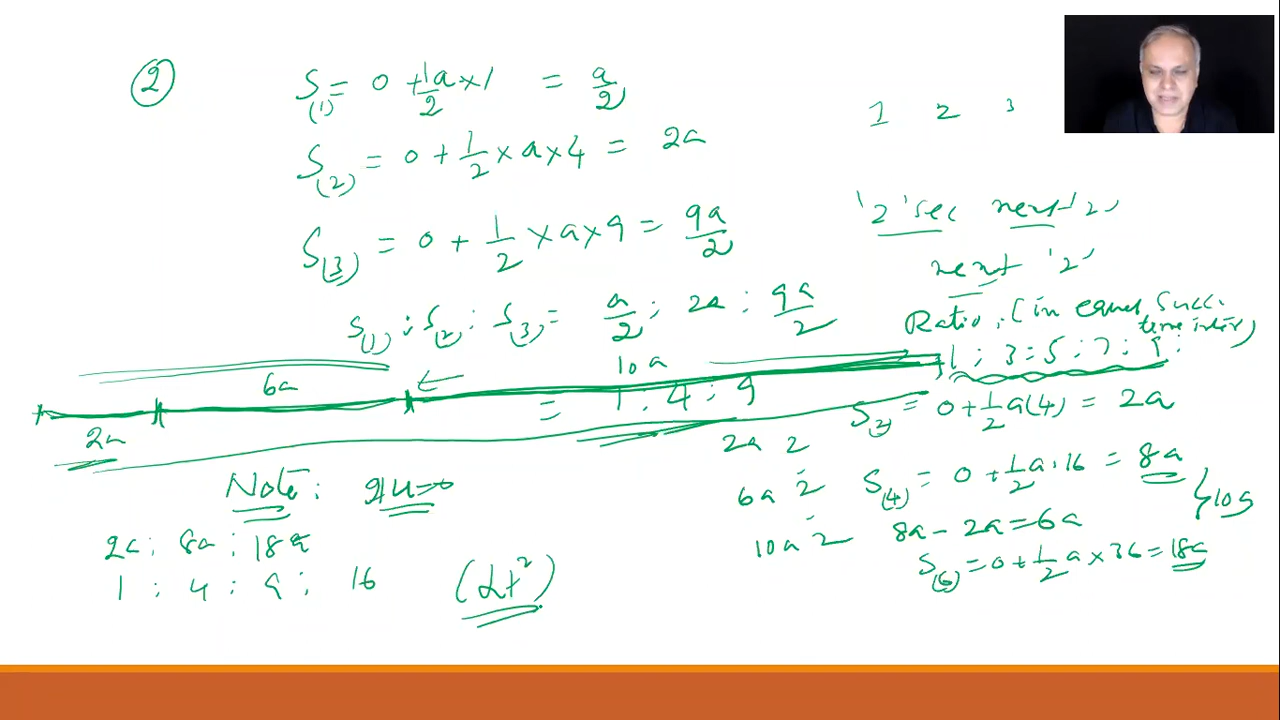 ②
S(1) = 0 + 1/2 a × 1 = a/2
S(2) = 0 + 1/2 × a × 4 = 2a
S(3) = 0 + 1/2 × a × 9 = 9a/2
S(1) : S(2) : S(3) = a/2 : 2a : 9a/2
= 1 : 4 : 9
2a 6a 10a
Note: If u=0
2a : 8a : 18a
1 : 4 : 9 : 16 (αt²)
1 2 3
'2' sec next '2'
next '2'
Ratio : (in equal succ. time interv)
1 : 3 : 5 : 7 : 9 :
S(2) = 0 + 1/2 a(4) = 2a
2a 2
S(4) = 0 + 1/2 a · 16 = 8a
6a 2
8a - 2a = 6a
10a 2
S(6) = 0 + 1/2 a × 36 = 18a
} 10a